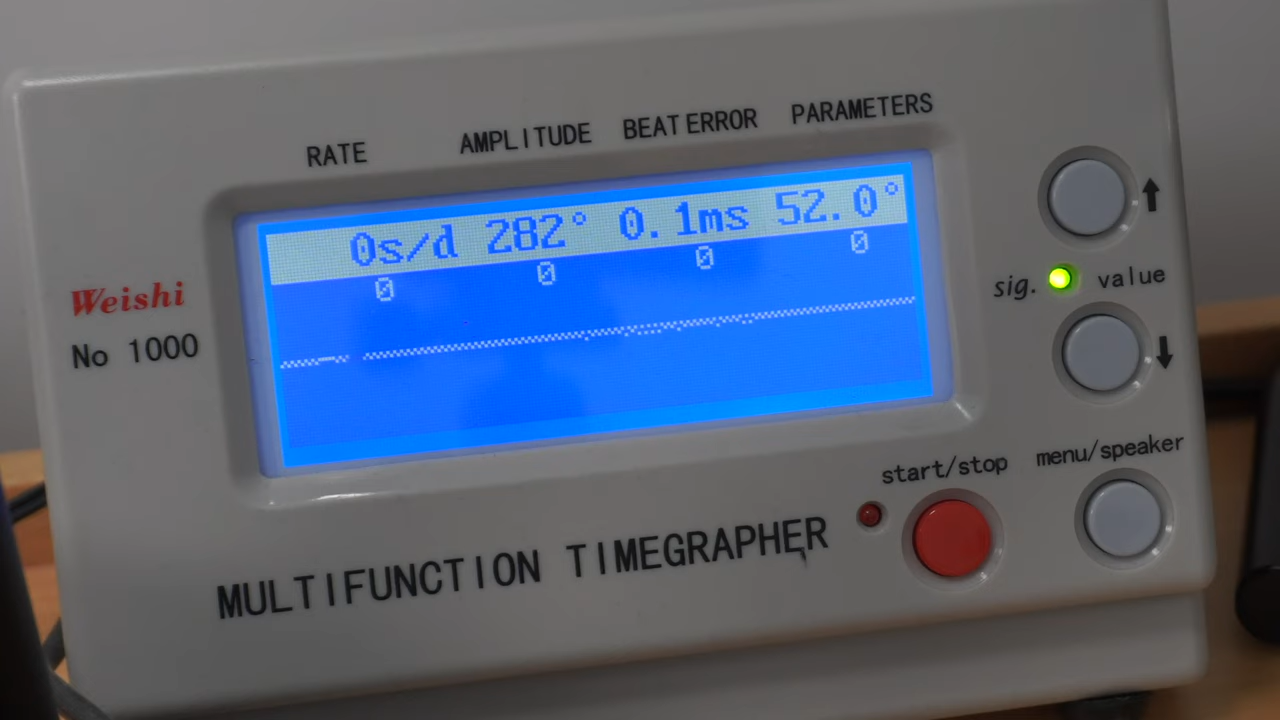 RATE AMPLITUDE BEAT ERROR PARAMETERS
0s/d 282° 0.1ms 52.0°
0 0 0 0
Weishi
No 1000
sig. value
start/stop menu/speaker
MULTIFUNCTION TIMEGRAPHER